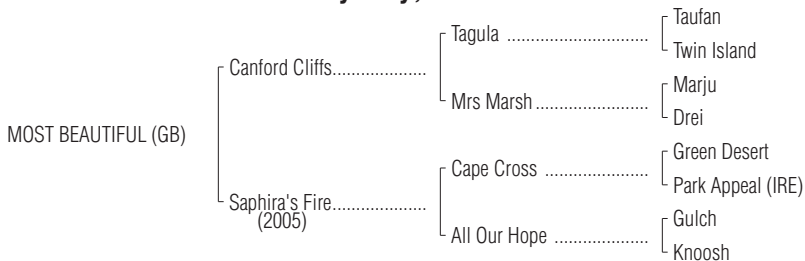 Taufan
Tagula ..............................
Twin Island
Canford Cliffs....................
Marju
Mrs Marsh........................
Drei
MOST BEAUTIFUL (GB)
Green Desert
Cape Cross ......................
Park Appeal (IRE)
Saphira's Fire....................
(2005)
Gulch
All Our Hope ....................
Knoosh